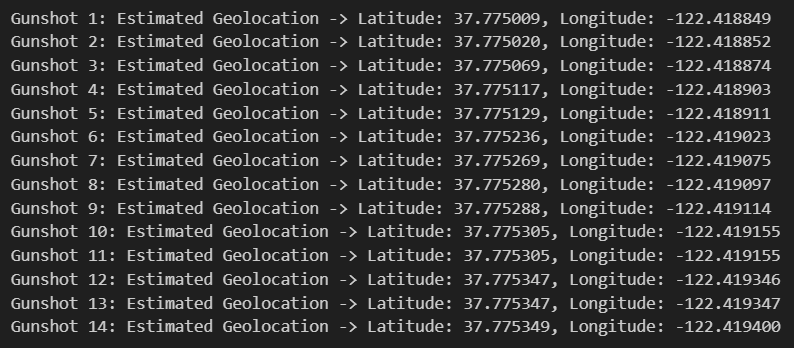 Gunshot 1: Estimated Geolocation -> Latitude: 37.775009, Longitude: -122.418849
Gunshot 2: Estimated Geolocation -> Latitude: 37.775020, Longitude: -122.418852
Gunshot 3: Estimated Geolocation -> Latitude: 37.775069, Longitude: -122.418874
Gunshot 4: Estimated Geolocation -> Latitude: 37.775117, Longitude: -122.418903
Gunshot 5: Estimated Geolocation -> Latitude: 37.775129, Longitude: -122.418911
Gunshot 6: Estimated Geolocation -> Latitude: 37.775236, Longitude: -122.419023
Gunshot 7: Estimated Geolocation -> Latitude: 37.775269, Longitude: -122.419075
Gunshot 8: Estimated Geolocation -> Latitude: 37.775280, Longitude: -122.419097
Gunshot 9: Estimated Geolocation -> Latitude: 37.775288, Longitude: -122.419114
Gunshot 10: Estimated Geolocation -> Latitude: 37.775305, Longitude: -122.419155
Gunshot 11: Estimated Geolocation -> Latitude: 37.775305, Longitude: -122.419155
Gunshot 12: Estimated Geolocation -> Latitude: 37.775347, Longitude: -122.419346
Gunshot 13: Estimated Geolocation -> Latitude: 37.775347, Longitude: -122.419347
Gunshot 14: Estimated Geolocation -> Latitude: 37.775349, Longitude: -122.419400